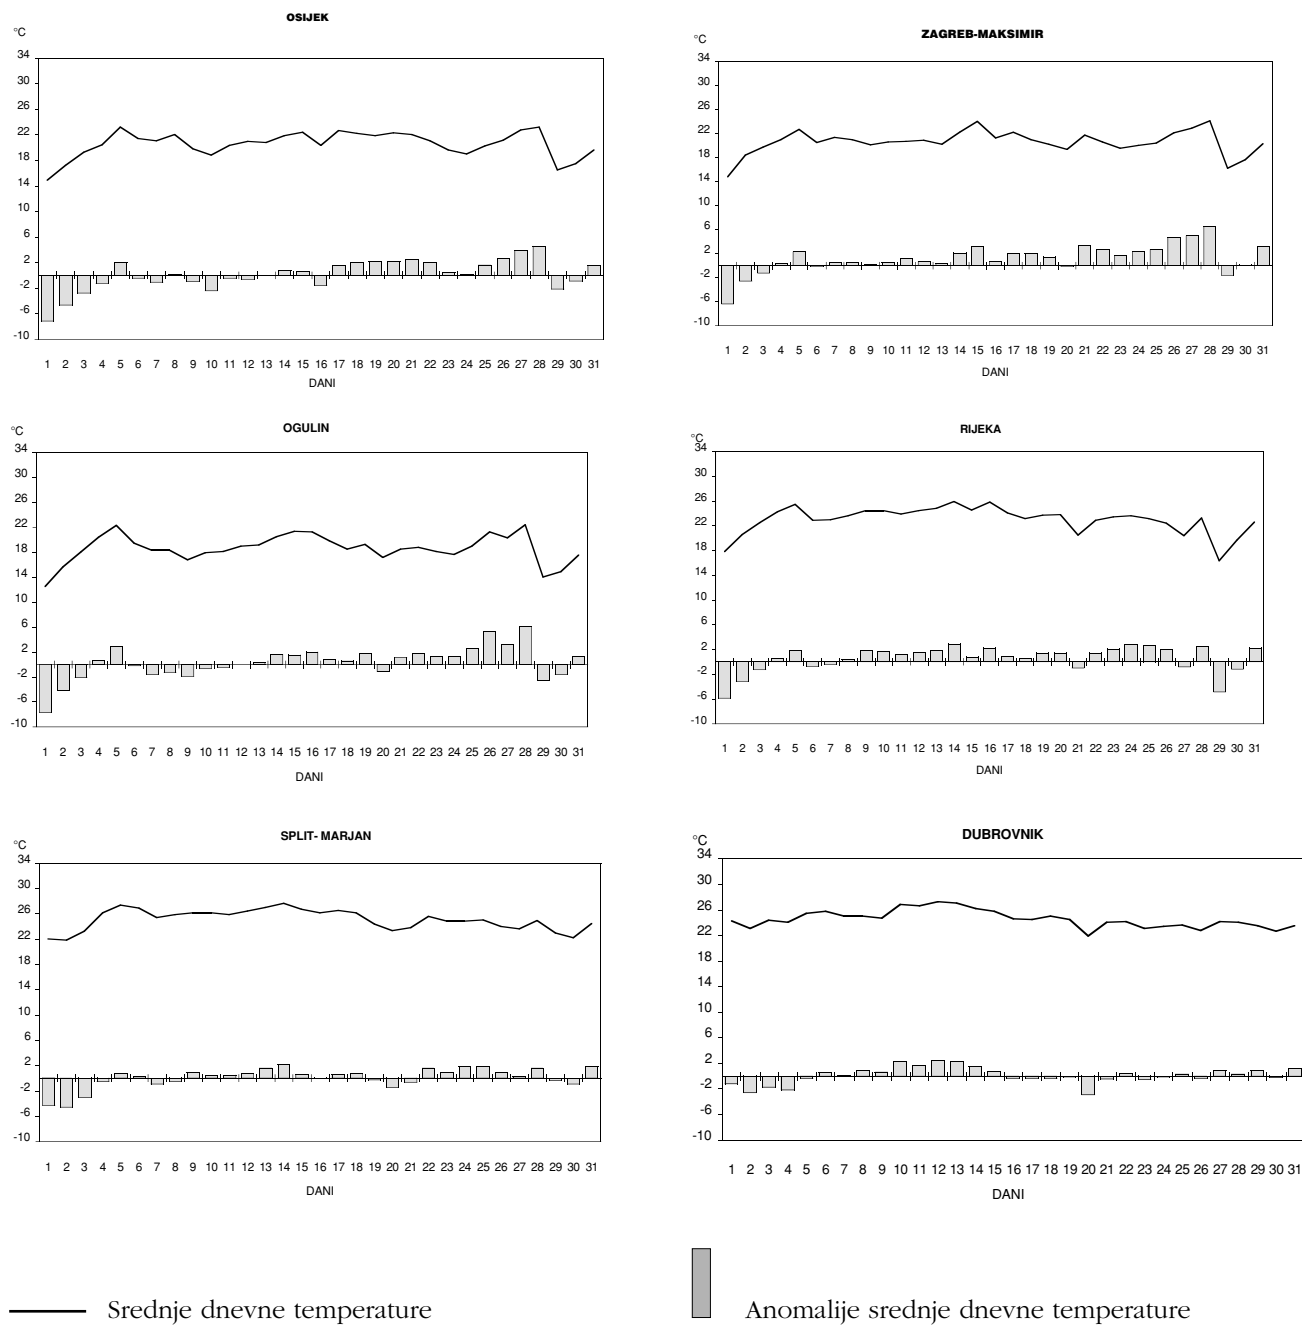 OSIJEK
°C
34
30
26
22
18
14
10
6
2
-2
-6
-10
1 2 3 4 5 6 7 8 9 10 11 12 13 14 15 16 17 18 19 20 21 22 23 24 25 26 27 28 29 30 31
DANI
ZAGREB-MAKSIMIR
°C
34
30
26
22
18
14
10
6
2
-2
-6
-10
1 2 3 4 5 6 7 8 9 10 11 12 13 14 15 16 17 18 19 20 21 22 23 24 25 26 27 28 29 30 31
DANI
OGULIN
°C
34
30
26
22
18
14
10
6
2
-2
-6
-10
1 2 3 4 5 6 7 8 9 10 11 12 13 14 15 16 17 18 19 20 21 22 23 24 25 26 27 28 29 30 31
DANI
RIJEKA
°C
34
30
26
22
18
14
10
6
2
-2
-6
-10
1 2 3 4 5 6 7 8 9 10 11 12 13 14 15 16 17 18 19 20 21 22 23 24 25 26 27 28 29 30 31
DANI
SPLIT- MARJAN
°C
34
30
26
22
18
14
10
6
2
-2
-6
-10
1 2 3 4 5 6 7 8 9 10 11 12 13 14 15 16 17 18 19 20 21 22 23 24 25 26 27 28 29 30 31
DANI
DUBROVNIK
°C
34
30
26
22
18
14
10
6
2
-2
-6
-10
1 2 3 4 5 6 7 8 9 10 11 12 13 14 15 16 17 18 19 20 21 22 23 24 25 26 27 28 29 30 31
DANI
Srednje dnevne temperature
Anomalije srednje dnevne temperature